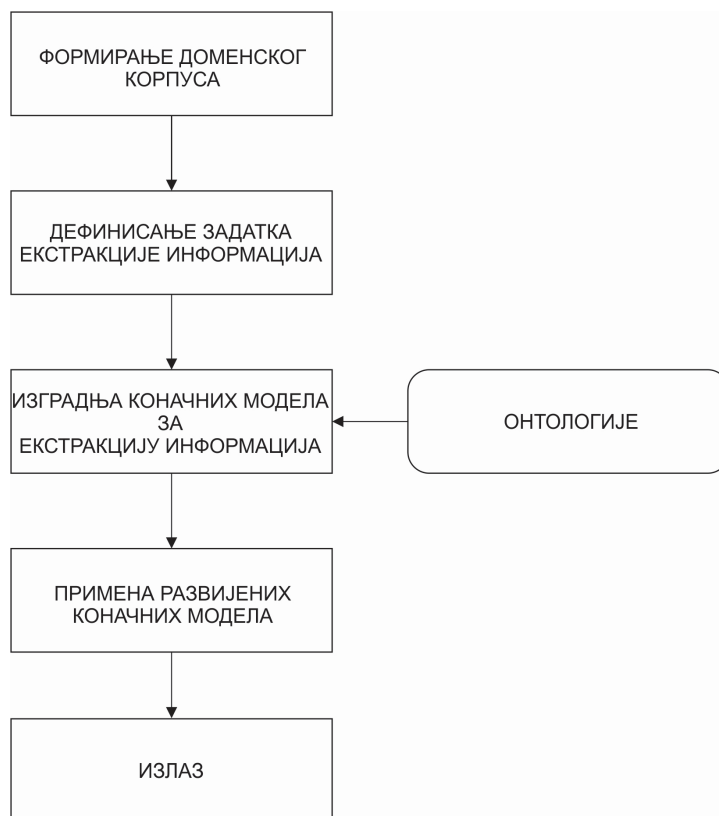 ФОРМИРАЊЕ ДОМЕНСКОГ
КОРПУСА
ДЕФИНИСАЊЕ ЗАДАТКА
ЕКСТРАКЦИЈЕ ИНФОРМАЦИЈА
ИЗГРАДЊА КОНАЧНИХ МОДЕЛА
ЗА
ЕКСТРАКЦИЈУ ИНФОРМАЦИЈА
ОНТОЛОГИЈЕ
ПРИМЕНА РАЗВИЈЕНИХ
КОНАЧНИХ МОДЕЛА
ИЗЛАЗ